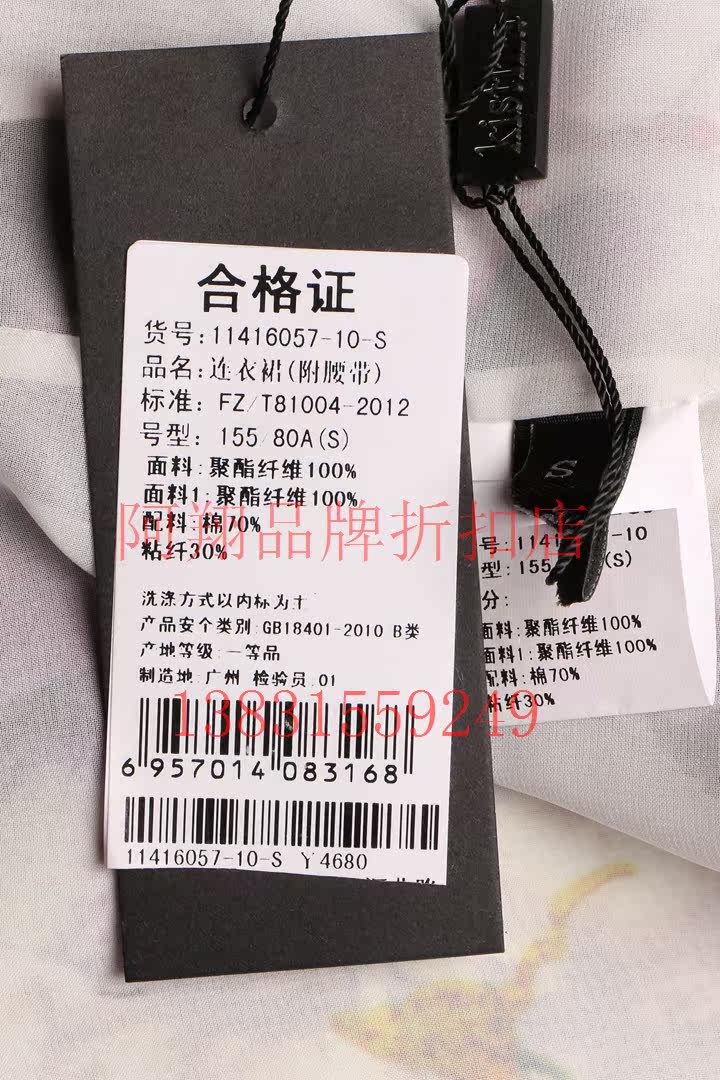 合格证
货号:11416057-10-S
品名:连衣裙(附腰带)
标准: FZ/T81004-2012
号型: 155/80A(S)
面料:聚酯纤维100%
面料1:聚酯纤维100%
配料:棉70%
粘纤30%
阿翔品牌折扣店
洗涤方式以内标为主
产品安全类别:GB18401-2010 B类
产地等级:一等品
制造地:广州 检验员:01
13831559249
6 957014 083168
11416057-10-S Y4680
S
号:1141 -10
型:155 (S)
分:
面料:聚酯纤维100%
面料1:聚酯纤维100%
配料:棉70%
粘纤30%